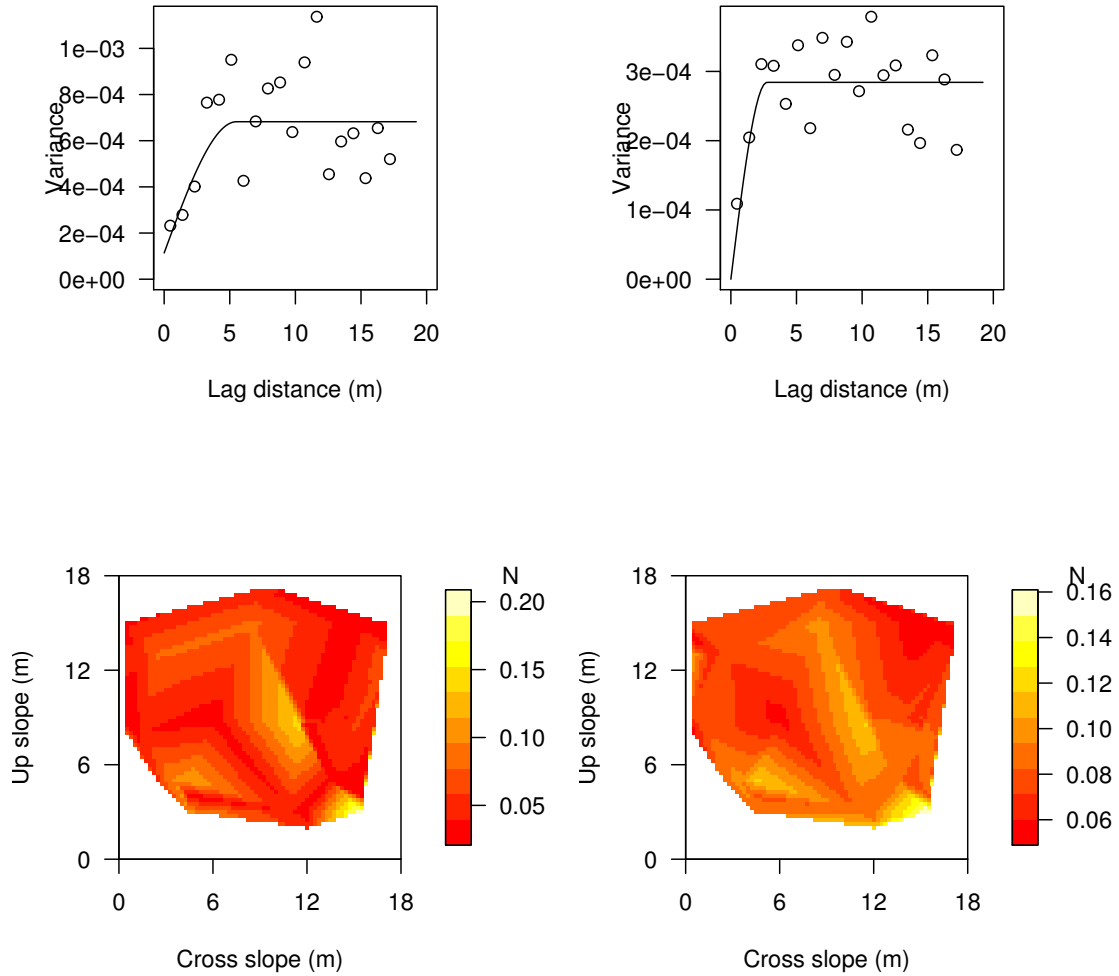 1e−03
8e−04
6e−04
4e−04
2e−04
0e+00
Variance
0 5 10 15 20
Lag distance (m)
3e−04
2e−04
1e−04
0e+00
Variance
0 5 10 15 20
Lag distance (m)
18
12
6
0
Up slope (m)
0 6 12 18
Cross slope (m)
N
0.20
0.15
0.10
0.05
18
12
6
0
Up slope (m)
0 6 12 18
Cross slope (m)
N
0.16
0.14
0.12
0.10
0.08
0.06